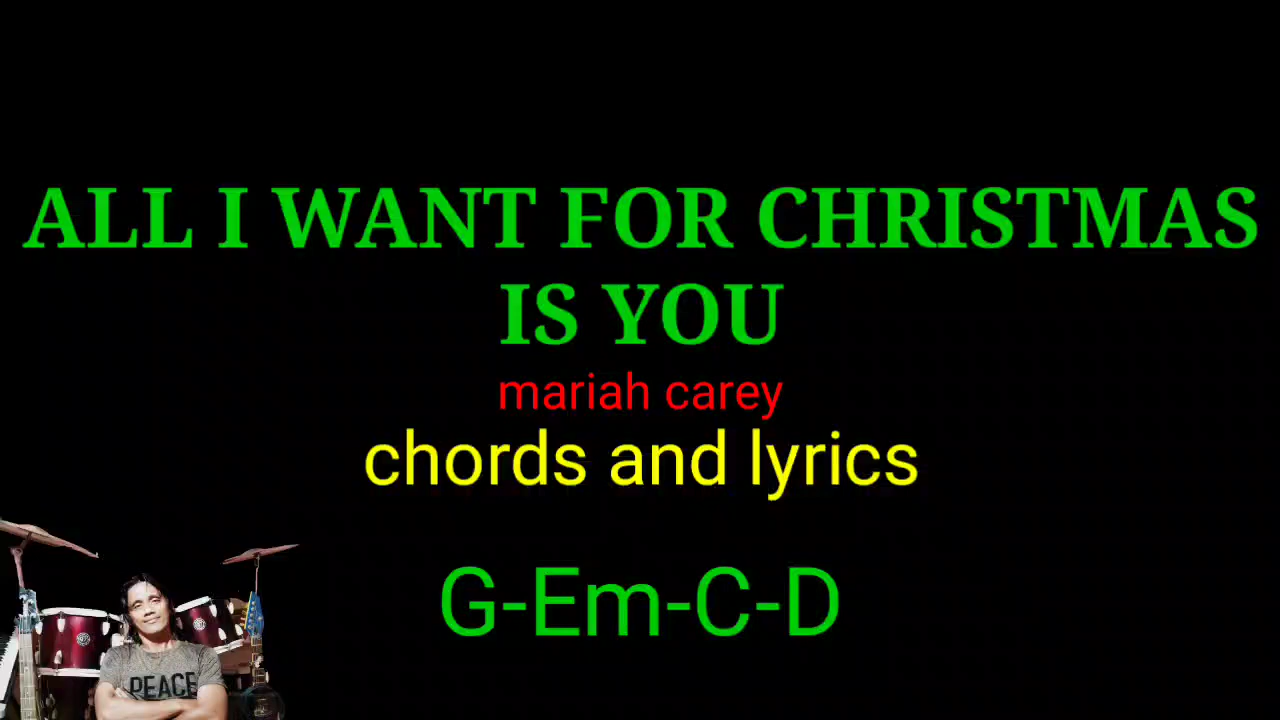 ALL I WANT FOR CHRISTMAS
IS YOU
mariah carey
chords and lyrics
G-Em-C-D
PEACE